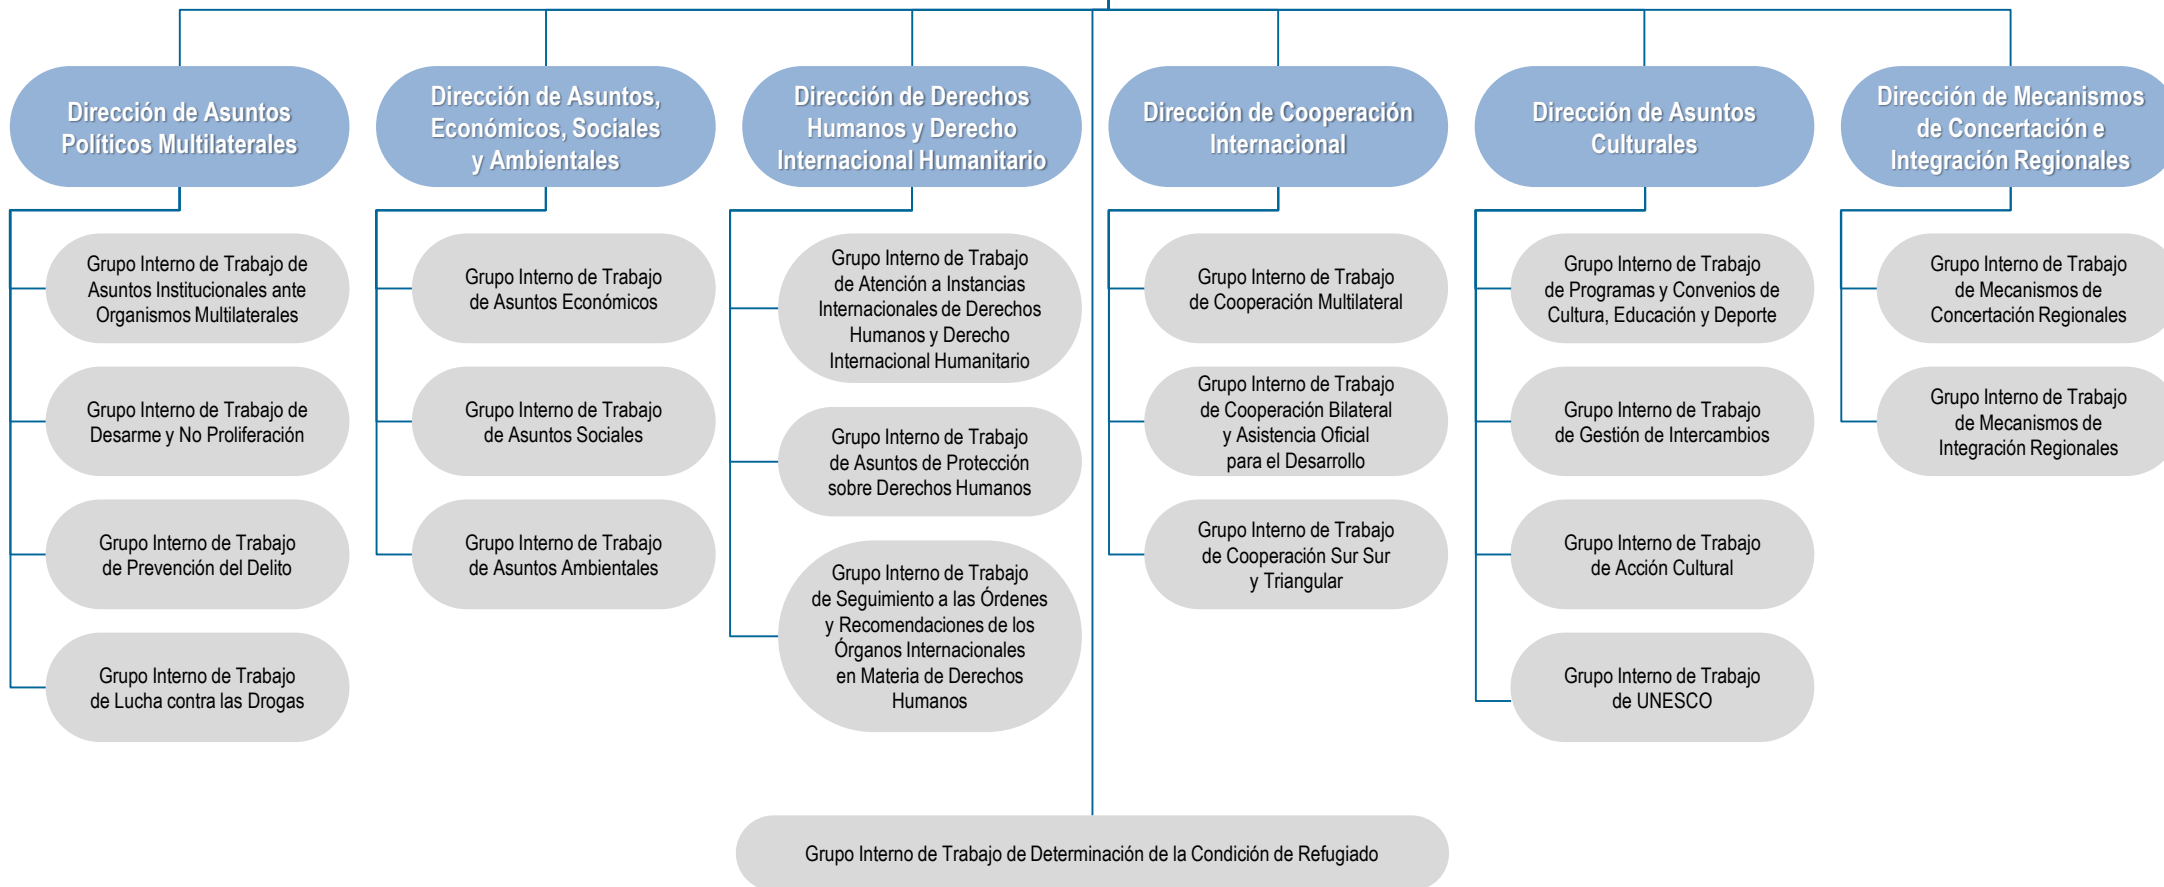 Dirección de Asuntos
Políticos Multilaterales
Dirección de Asuntos,
Económicos, Sociales
y Ambientales
Dirección de Derechos
Humanos y Derecho
Internacional Humanitario
Dirección de Cooperación
Internacional
Dirección de Asuntos
Culturales
Dirección de Mecanismos
de Concertación e
Integración Regionales
Grupo Interno de Trabajo de
Asuntos Institucionales ante
Organismos Multilaterales
Grupo Interno de Trabajo de
Desarme y No Proliferación
Grupo Interno de Trabajo
de Prevención del Delito
Grupo Interno de Trabajo
de Lucha contra las Drogas
Grupo Interno de Trabajo
de Asuntos Económicos
Grupo Interno de Trabajo
de Asuntos Sociales
Grupo Interno de Trabajo
de Asuntos Ambientales
Grupo Interno de Trabajo
de Atención a Instancias
Internacionales de Derechos
Humanos y Derecho
Internacional Humanitario
Grupo Interno de Trabajo
de Asuntos de Protección
sobre Derechos Humanos
Grupo Interno de Trabajo
de Seguimiento a las Órdenes
y Recomendaciones de los
Órganos Internacionales
en Materia de Derechos
Humanos
Grupo Interno de Trabajo
de Cooperación Multilateral
Grupo Interno de Trabajo
de Cooperación Bilateral
y Asistencia Oficial
para el Desarrollo
Grupo Interno de Trabajo
de Cooperación Sur Sur
y Triangular
Grupo Interno de Trabajo
de Programas y Convenios de
Cultura, Educación y Deporte
Grupo Interno de Trabajo
de Gestión de Intercambios
Grupo Interno de Trabajo
de Acción Cultural
Grupo Interno de Trabajo
de UNESCO
Grupo Interno de Trabajo
de Mecanismos de
Concertación Regionales
Grupo Interno de Trabajo
de Mecanismos de
Integración Regionales
Grupo Interno de Trabajo de Determinación de la Condición de Refugiado